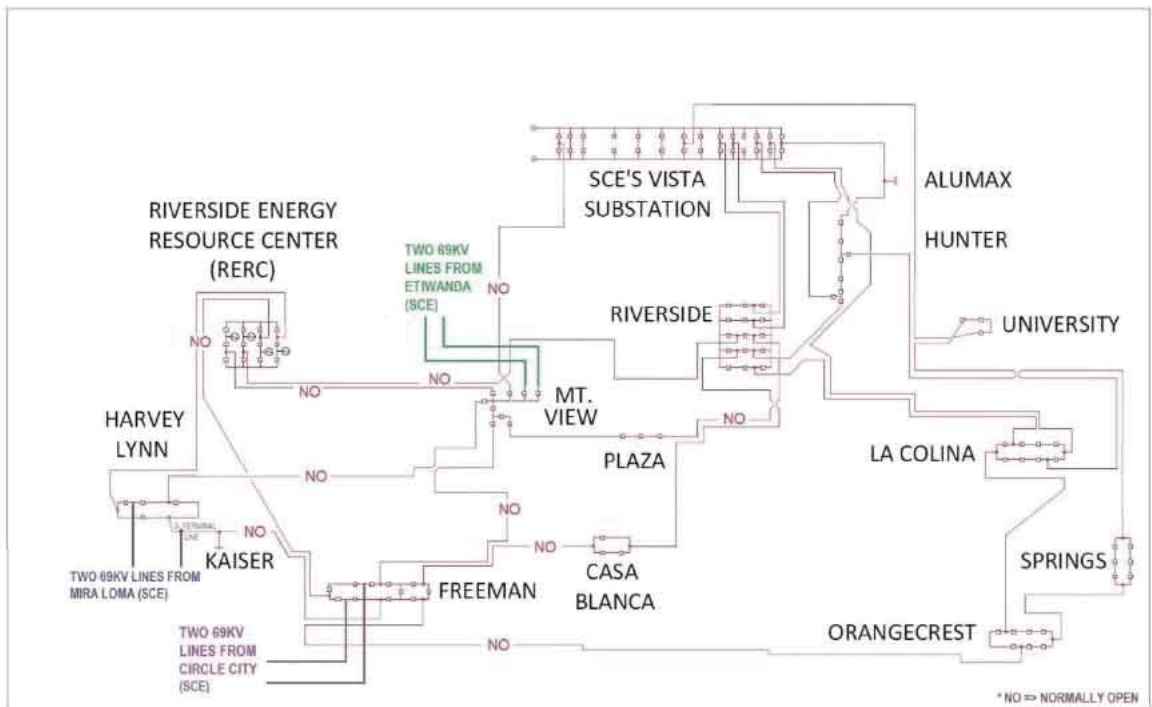 SCE'S VISTA
SUBSTATION
ALUMAX
HUNTER
RIVERSIDE ENERGY
RESOURCE CENTER
(RERC)
TWO 69KV
LINES FROM
ETIWANDA
(SCE)
NO
NO
RIVERSIDE
UNIVERSITY
NO
NO
MT.
VIEW
HARVEY
LYNN
NO
PLAZA
LA COLINA
NO
NO
3- TERMINAL
LINE
NO
KAISER
NO
CASA
BLANCA
SPRINGS
TWO 69KV LINES FROM
MIRA LOMA (SCE)
FREEMAN
TWO 69KV
LINES FROM
CIRCLE CITY
(SCE)
NO
ORANGECREST
* NO => NORMALLY OPEN